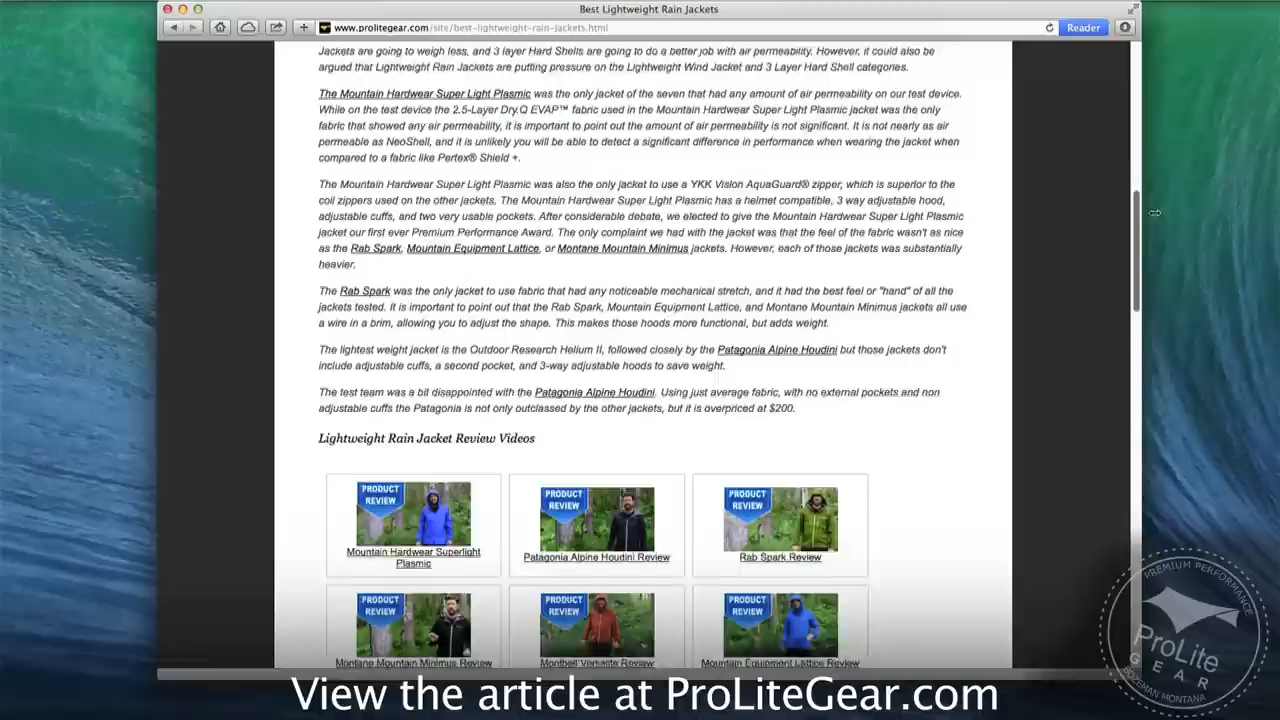 Best Lightweight Rain Jackets
www.prolitegear.com/site/best-lightweight-rain-jackets.html
Reader
Jackets are going to weigh less, and 3 layer Hard Shells are going to do a better job with air permeability. However, it could also be
argued that Lightweight Rain Jackets are putting pressure on the Lightweight Wind Jacket and 3 Layer Hard Shell categories.
The Mountain Hardwear Super Light Plasmic was the only jacket of the seven that had any amount of air permeability on our test device.
While on the test device the 2.5-Layer Dry.Q EVAP™ fabric used in the Mountain Hardwear Super Light Plasmic jacket was the only
fabric that showed any air permeability, it is important to point out the amount of air permeability is not significant. It is not nearly as air
permeable as NeoShell, and it is unlikely you will be able to detect a significant difference in performance when wearing the jacket when
compared to a fabric like Pertex® Shield +.
The Mountain Hardwear Super Light Plasmic was also the only jacket to use a YKK Vislon AquaGuard® zipper, which is superior to the
coil zippers used on the other jackets. The Mountain Hardwear Super Light Plasmic has a helmet compatible, 3 way adjustable hood,
adjustable cuffs, and two very usable pockets. After considerable debate, we elected to give the Mountain Hardwear Super Light Plasmic
jacket our first ever Premium Performance Award. The only complaint we had with the jacket was that the feel of the fabric wasn't as nice
as the Rab Spark, Mountain Equipment Lattice, or Montane Mountain Minimus jackets. However, each of those jackets was substantially
heavier.
The Rab Spark was the only jacket to use fabric that had any noticeable mechanical stretch, and it had the best feel or "hand" of all the
jackets tested. It is important to point out that the Rab Spark, Mountain Equipment Lattice, and Montane Mountain Minimus jackets all use
a wire in a brim, allowing you to adjust the shape. This makes those hoods more functional, but adds weight.
The lightest weight jacket is the Outdoor Research Helium II, followed closely by the Patagonia Alpine Houdini but those jackets don't
include adjustable cuffs, a second pocket, and 3-way adjustable hoods to save weight.
The test team was a bit disappointed with the Patagonia Alpine Houdini. Using just average fabric, with no external pockets and non
adjustable cuffs the Patagonia is not only outclassed by the other jackets, but it is overpriced at $200.
Lightweight Rain Jacket Review Videos
PRODUCT REVIEW
PRODUCT REVIEW
PRODUCT REVIEW
Mountain Hardwear Superlight
Plasmic
Patagonia Alpine Houdini Review
Rab Spark Review
PRODUCT REVIEW
PRODUCT REVIEW
PRODUCT REVIEW
Montane Mountain Minimus Review
Montbell Versalite Review
Mountain Equipment Lattice Review
PREMIUM PERFORMANCE
ProLite
GEAR
BOZEMAN MONTANA
View the article at ProLiteGear.com